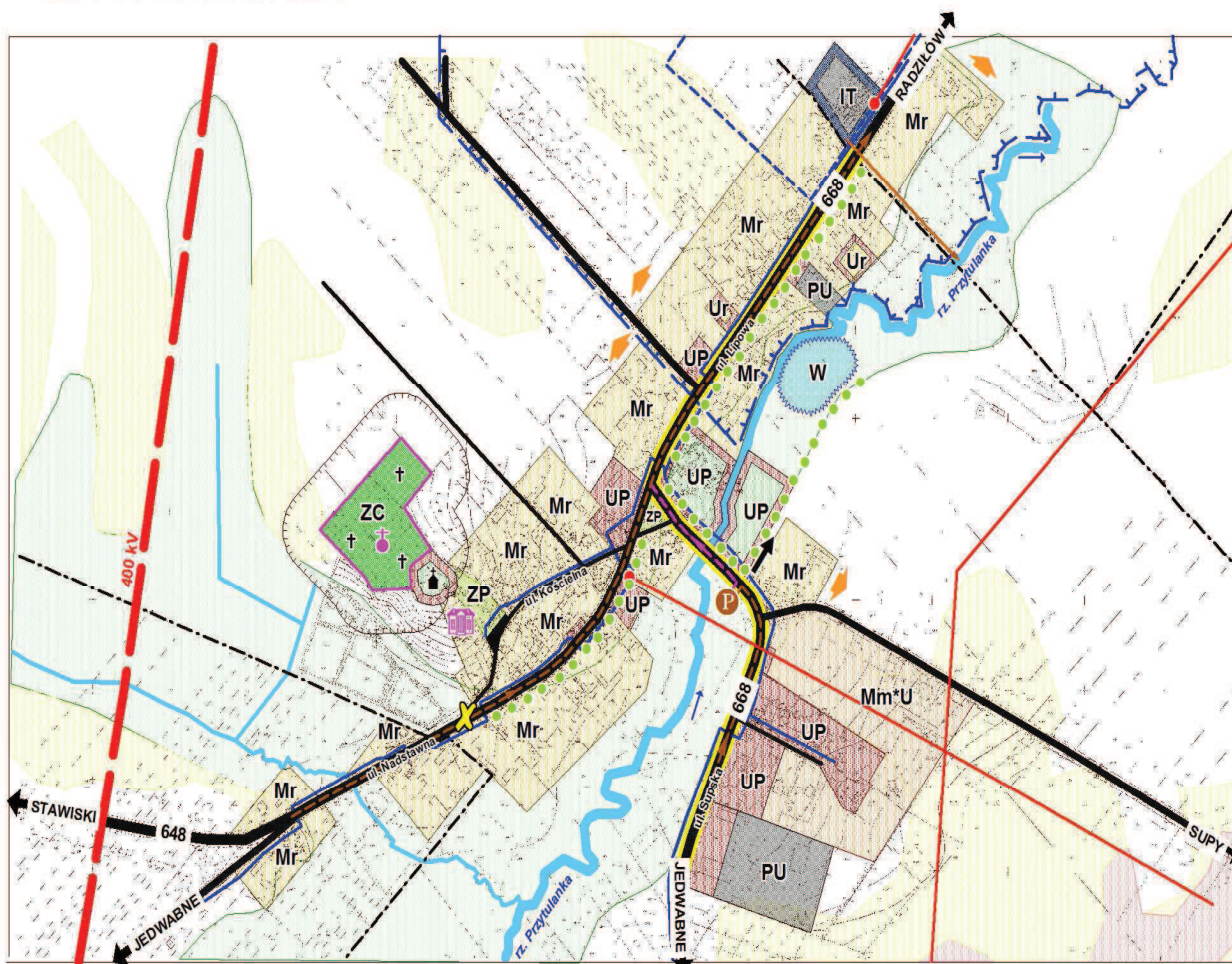 RADZIŁÓW
IT
Mr
668
Mr
Mr
Ur
PU
rz. Przytulanka
Ur
UP
ul. Lipowa
Mr
W
Mr
400 kV
ZC
Mr
UP
UP
UP
ZP
Mr
Mr
Mr
ul. Kościelna
ZP
UP
P
Mr
Mm*U
668
UP
Mr
Mr
ul. Nadstawna
UP
Mr
STAWISKI
648
ul. Supska
SUPY
Mr
PU
JEDWABNE
JEDWABNE
rz. Przytulanka